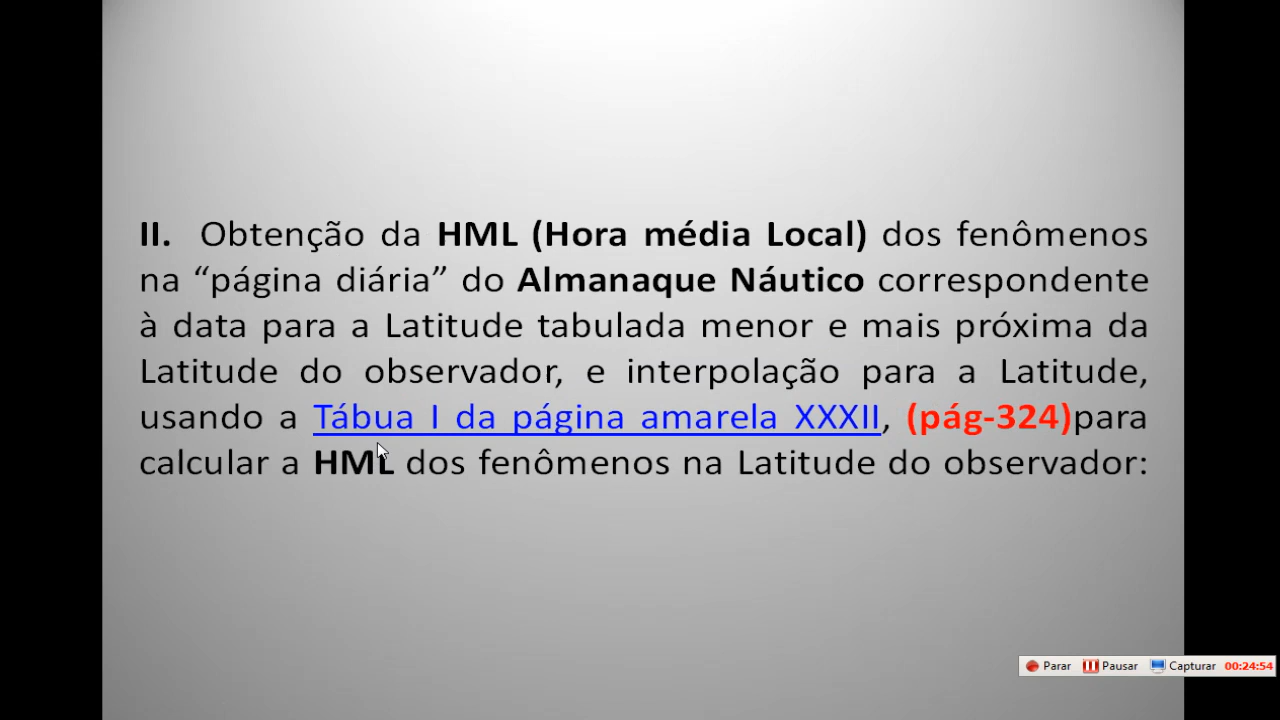 II. Obtenção da HML (Hora média Local) dos fenômenos
na “página diária” do Almanaque Náutico correspondente
à data para a Latitude tabulada menor e mais próxima da
Latitude do observador, e interpolação para a Latitude,
usando a Tábua I da página amarela XXXII, (pág-324)para
calcular a HML dos fenômenos na Latitude do observador:
Parar Pausar Capturar 00:24:54